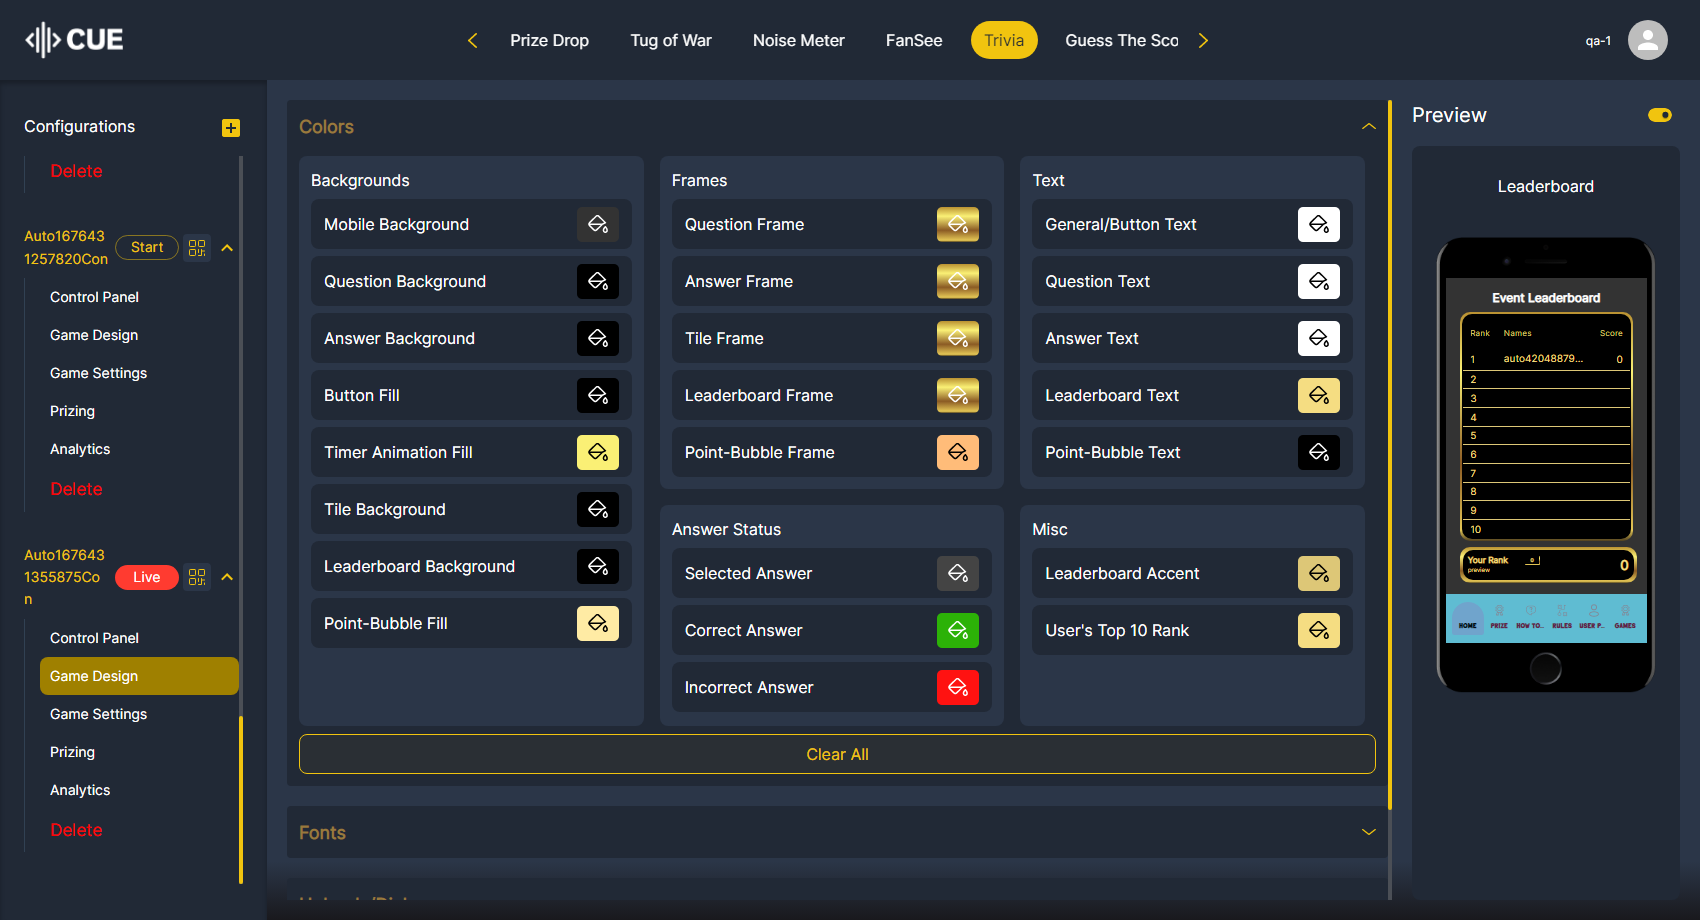 CUE
Prize Drop
Tug of War
Noise Meter
FanSee
Trivia
Guess The Sco
qa-1
Configurations
Delete
Auto167643
1257820Con
Start
Control Panel
Game Design
Game Settings
Prizing
Analytics
Delete
Auto167643
1355875Co
n
Live
Control Panel
Game Design
Game Settings
Prizing
Analytics
Delete
Colors
Backgrounds
Mobile Background
Question Background
Answer Background
Button Fill
Timer Animation Fill
Tile Background
Leaderboard Background
Point-Bubble Fill
Frames
Question Frame
Answer Frame
Tile Frame
Leaderboard Frame
Point-Bubble Frame
Text
General/Button Text
Question Text
Answer Text
Leaderboard Text
Point-Bubble Text
Answer Status
Selected Answer
Correct Answer
Incorrect Answer
Misc
Leaderboard Accent
User's Top 10 Rank
Clear All
Fonts
Preview
Leaderboard
Event Leaderboard
Rank Names Score
1 auto42048879... 0
2
3
4
5
6
7
8
9
10
Your Rank
preview
0
0
HOME PRIZE HOW TO.. RULES USER P.. GAMES